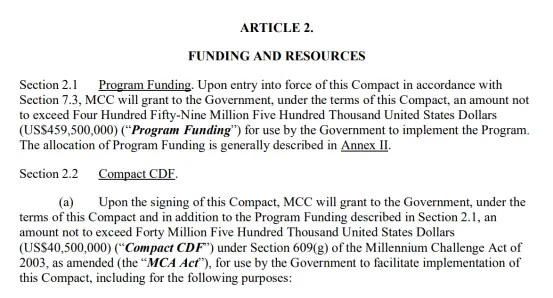 ARTICLE 2.
FUNDING AND RESOURCES
Section 2.1 Program Funding. Upon entry into force of this Compact in accordance with
Section 7.3, MCC will grant to the Government, under the terms of this Compact, an amount not
to exceed Four Hundred Fifty-Nine Million Five Hundred Thousand United States Dollars
(US$459,500,000) (“Program Funding”) for use by the Government to implement the Program.
The allocation of Program Funding is generally described in Annex II.
Section 2.2 Compact CDF.
(a) Upon the signing of this Compact, MCC will grant to the Government, under the
terms of this Compact and in addition to the Program Funding described in Section 2.1, an
amount not to exceed Forty Million Five Hundred Thousand United States Dollars
(US$40,500,000) (“Compact CDF”) under Section 609(g) of the Millennium Challenge Act of
2003, as amended (the “MCA Act”), for use by the Government to facilitate implementation of
this Compact, including for the following purposes: